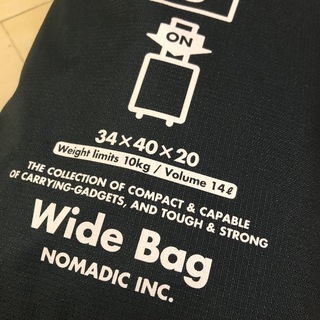 ON
34×40×20
Weight limits 10kg / Volume 14ℓ
THE COLLECTION OF COMPACT & CAPABLE
OF CARRYING-GADGETS, AND TOUGH & STRONG
Wide Bag
NOMADIC INC.